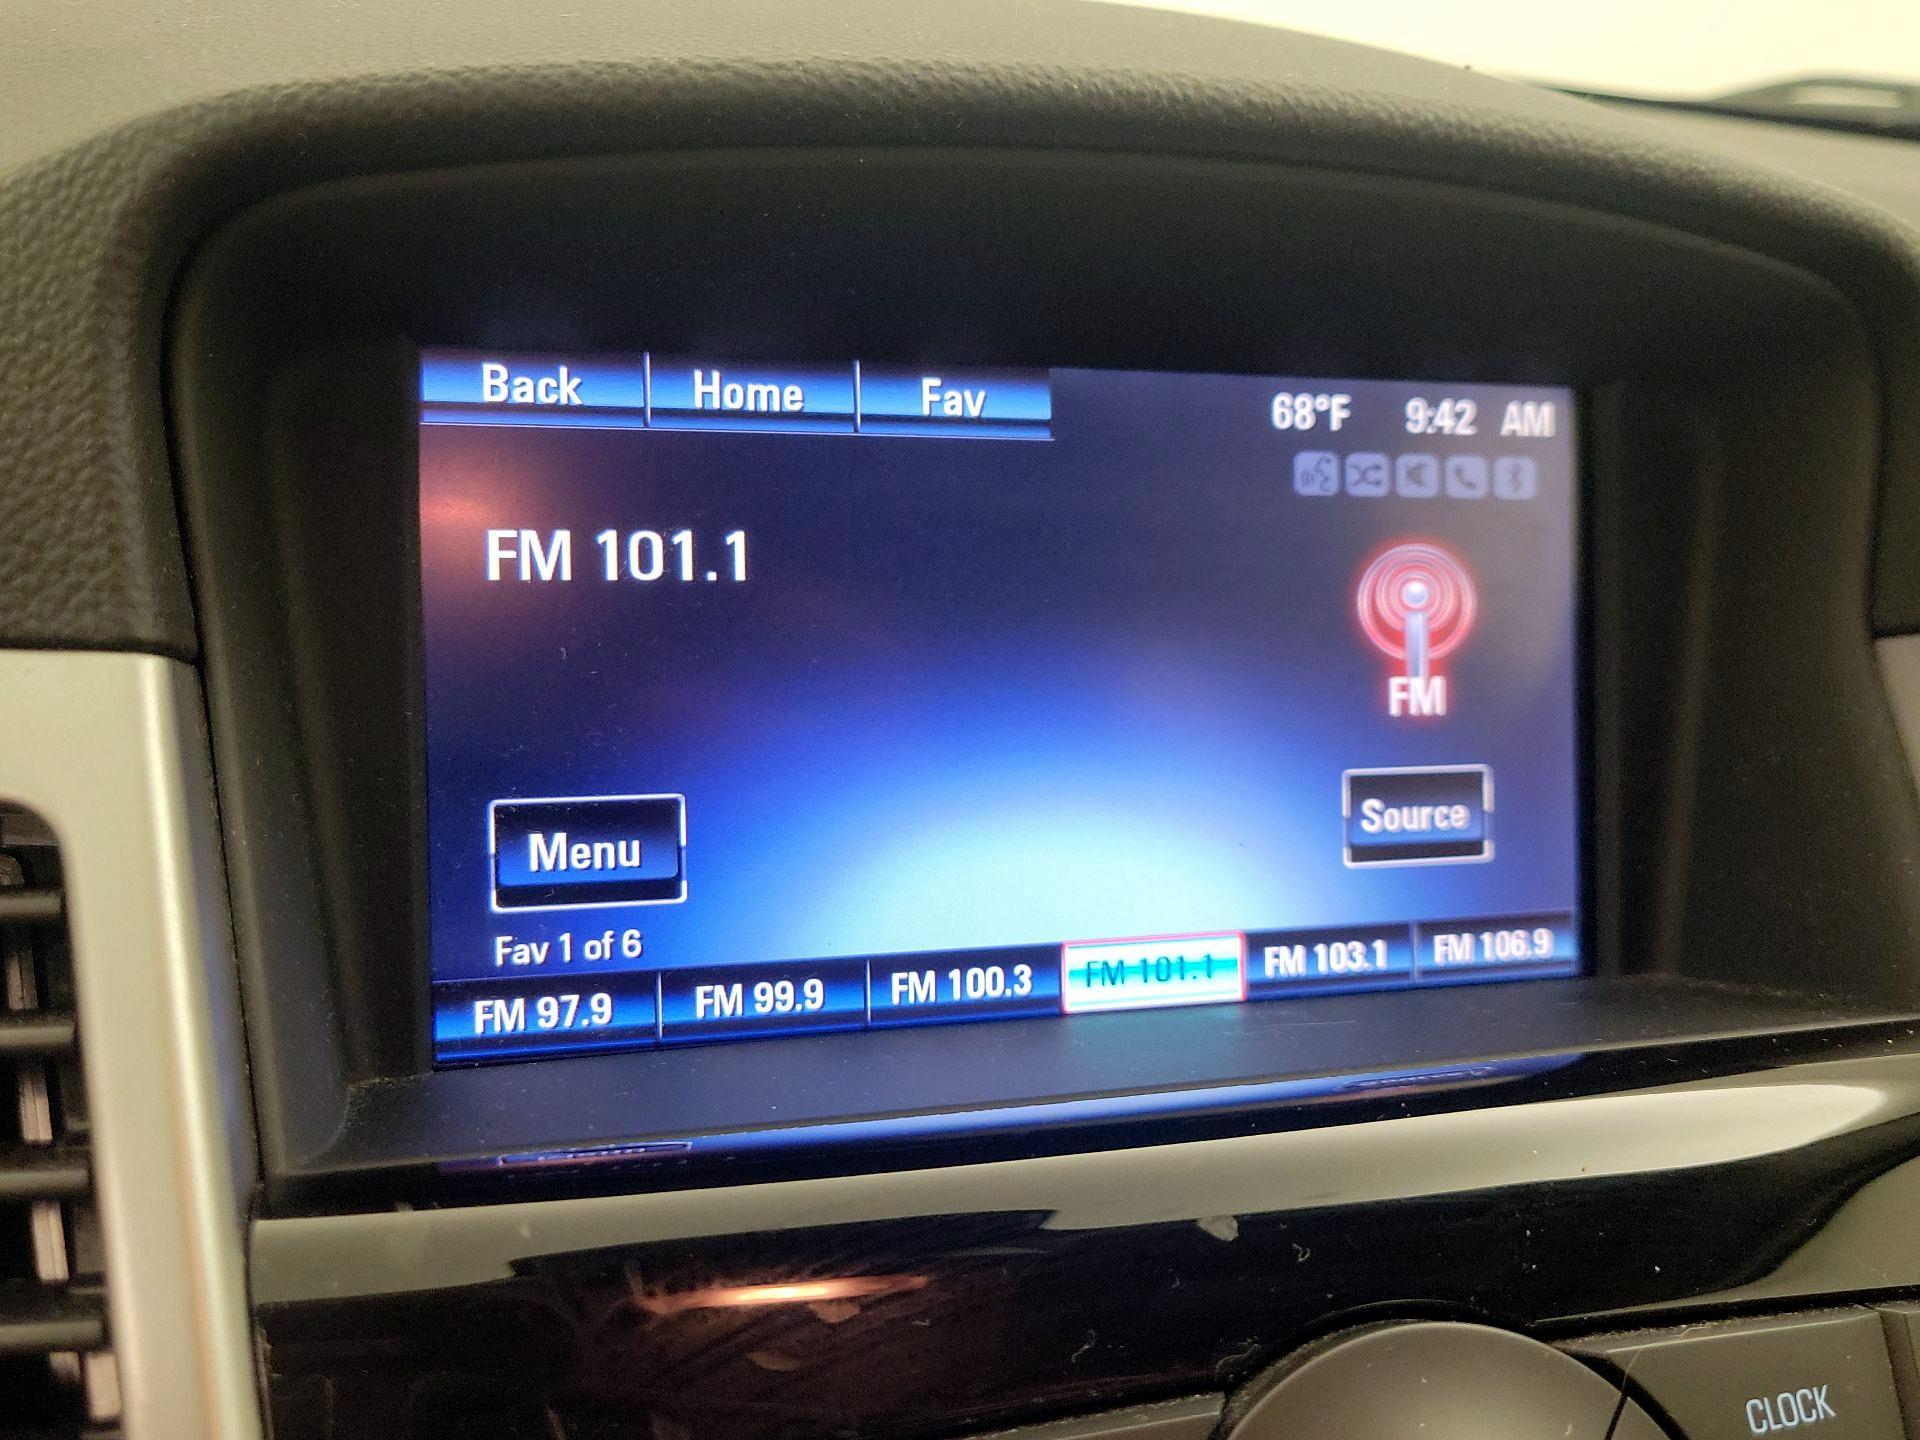 Back Home Fav 68°F 9:42 AM
FM 101.1
FM
Menu Source
Fav 1 of 6
FM 97.9 FM 99.9 FM 100.3 FM 101.1 FM 103.1 FM 106.9
CLOCK